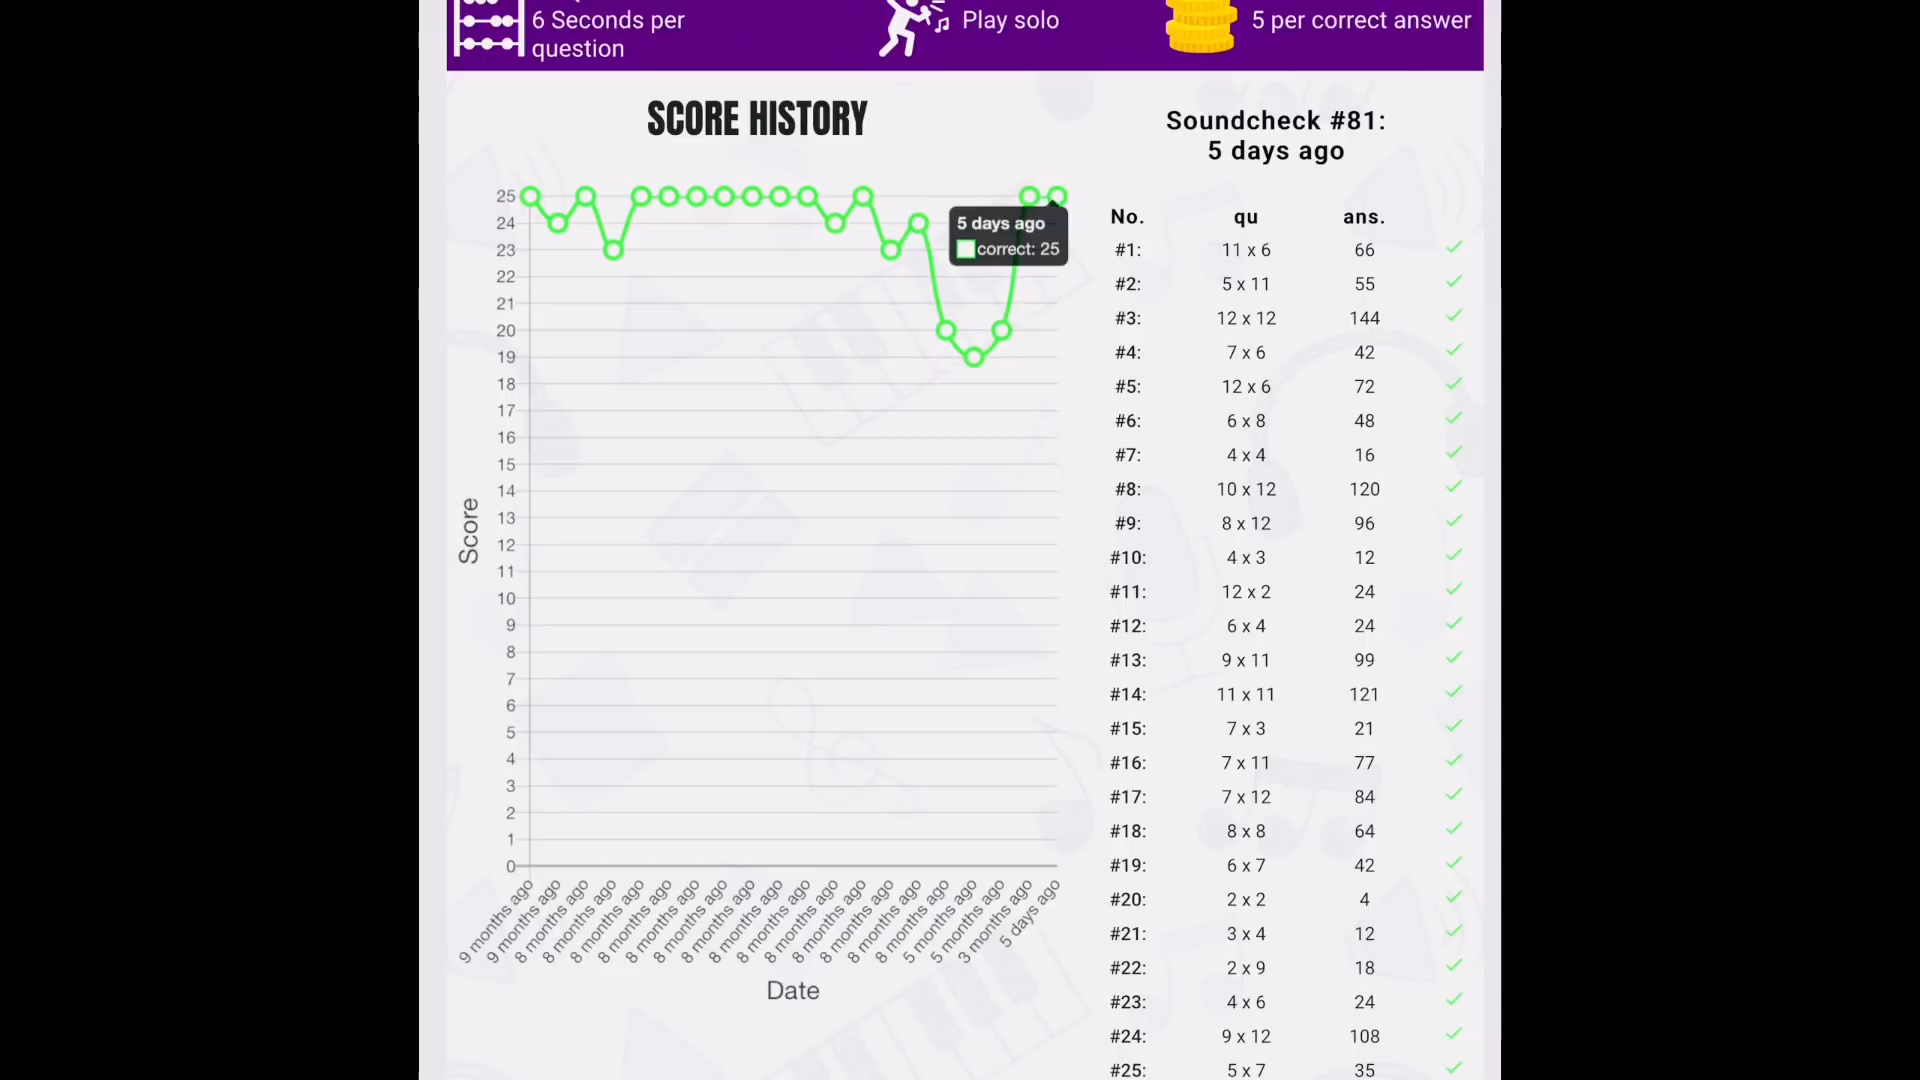 6 Seconds per
question
Play solo
5 per correct answer
SCORE HISTORY
Soundcheck #81:
5 days ago
25
24
23
22
21
20
19
18
17
16
15
14
13
12
11
10
9
8
7
6
5
4
3
2
1
0
Score
5 days ago
correct: 25
9 months ago
9 months ago
8 months ago
8 months ago
8 months ago
8 months ago
8 months ago
8 months ago
8 months ago
8 months ago
8 months ago
8 months ago
8 months ago
8 months ago
8 months ago
8 months ago
5 months ago
5 months ago
3 months ago
5 days ago
Date
No. qu ans.
#1: 11 x 6 66
#2: 5 x 11 55
#3: 12 x 12 144
#4: 7 x 6 42
#5: 12 x 6 72
#6: 6 x 8 48
#7: 4 x 4 16
#8: 10 x 12 120
#9: 8 x 12 96
#10: 4 x 3 12
#11: 12 x 2 24
#12: 6 x 4 24
#13: 9 x 11 99
#14: 11 x 11 121
#15: 7 x 3 21
#16: 7 x 11 77
#17: 7 x 12 84
#18: 8 x 8 64
#19: 6 x 7 42
#20: 2 x 2 4
#21: 3 x 4 12
#22: 2 x 9 18
#23: 4 x 6 24
#24: 9 x 12 108
#25: 5 x 7 35